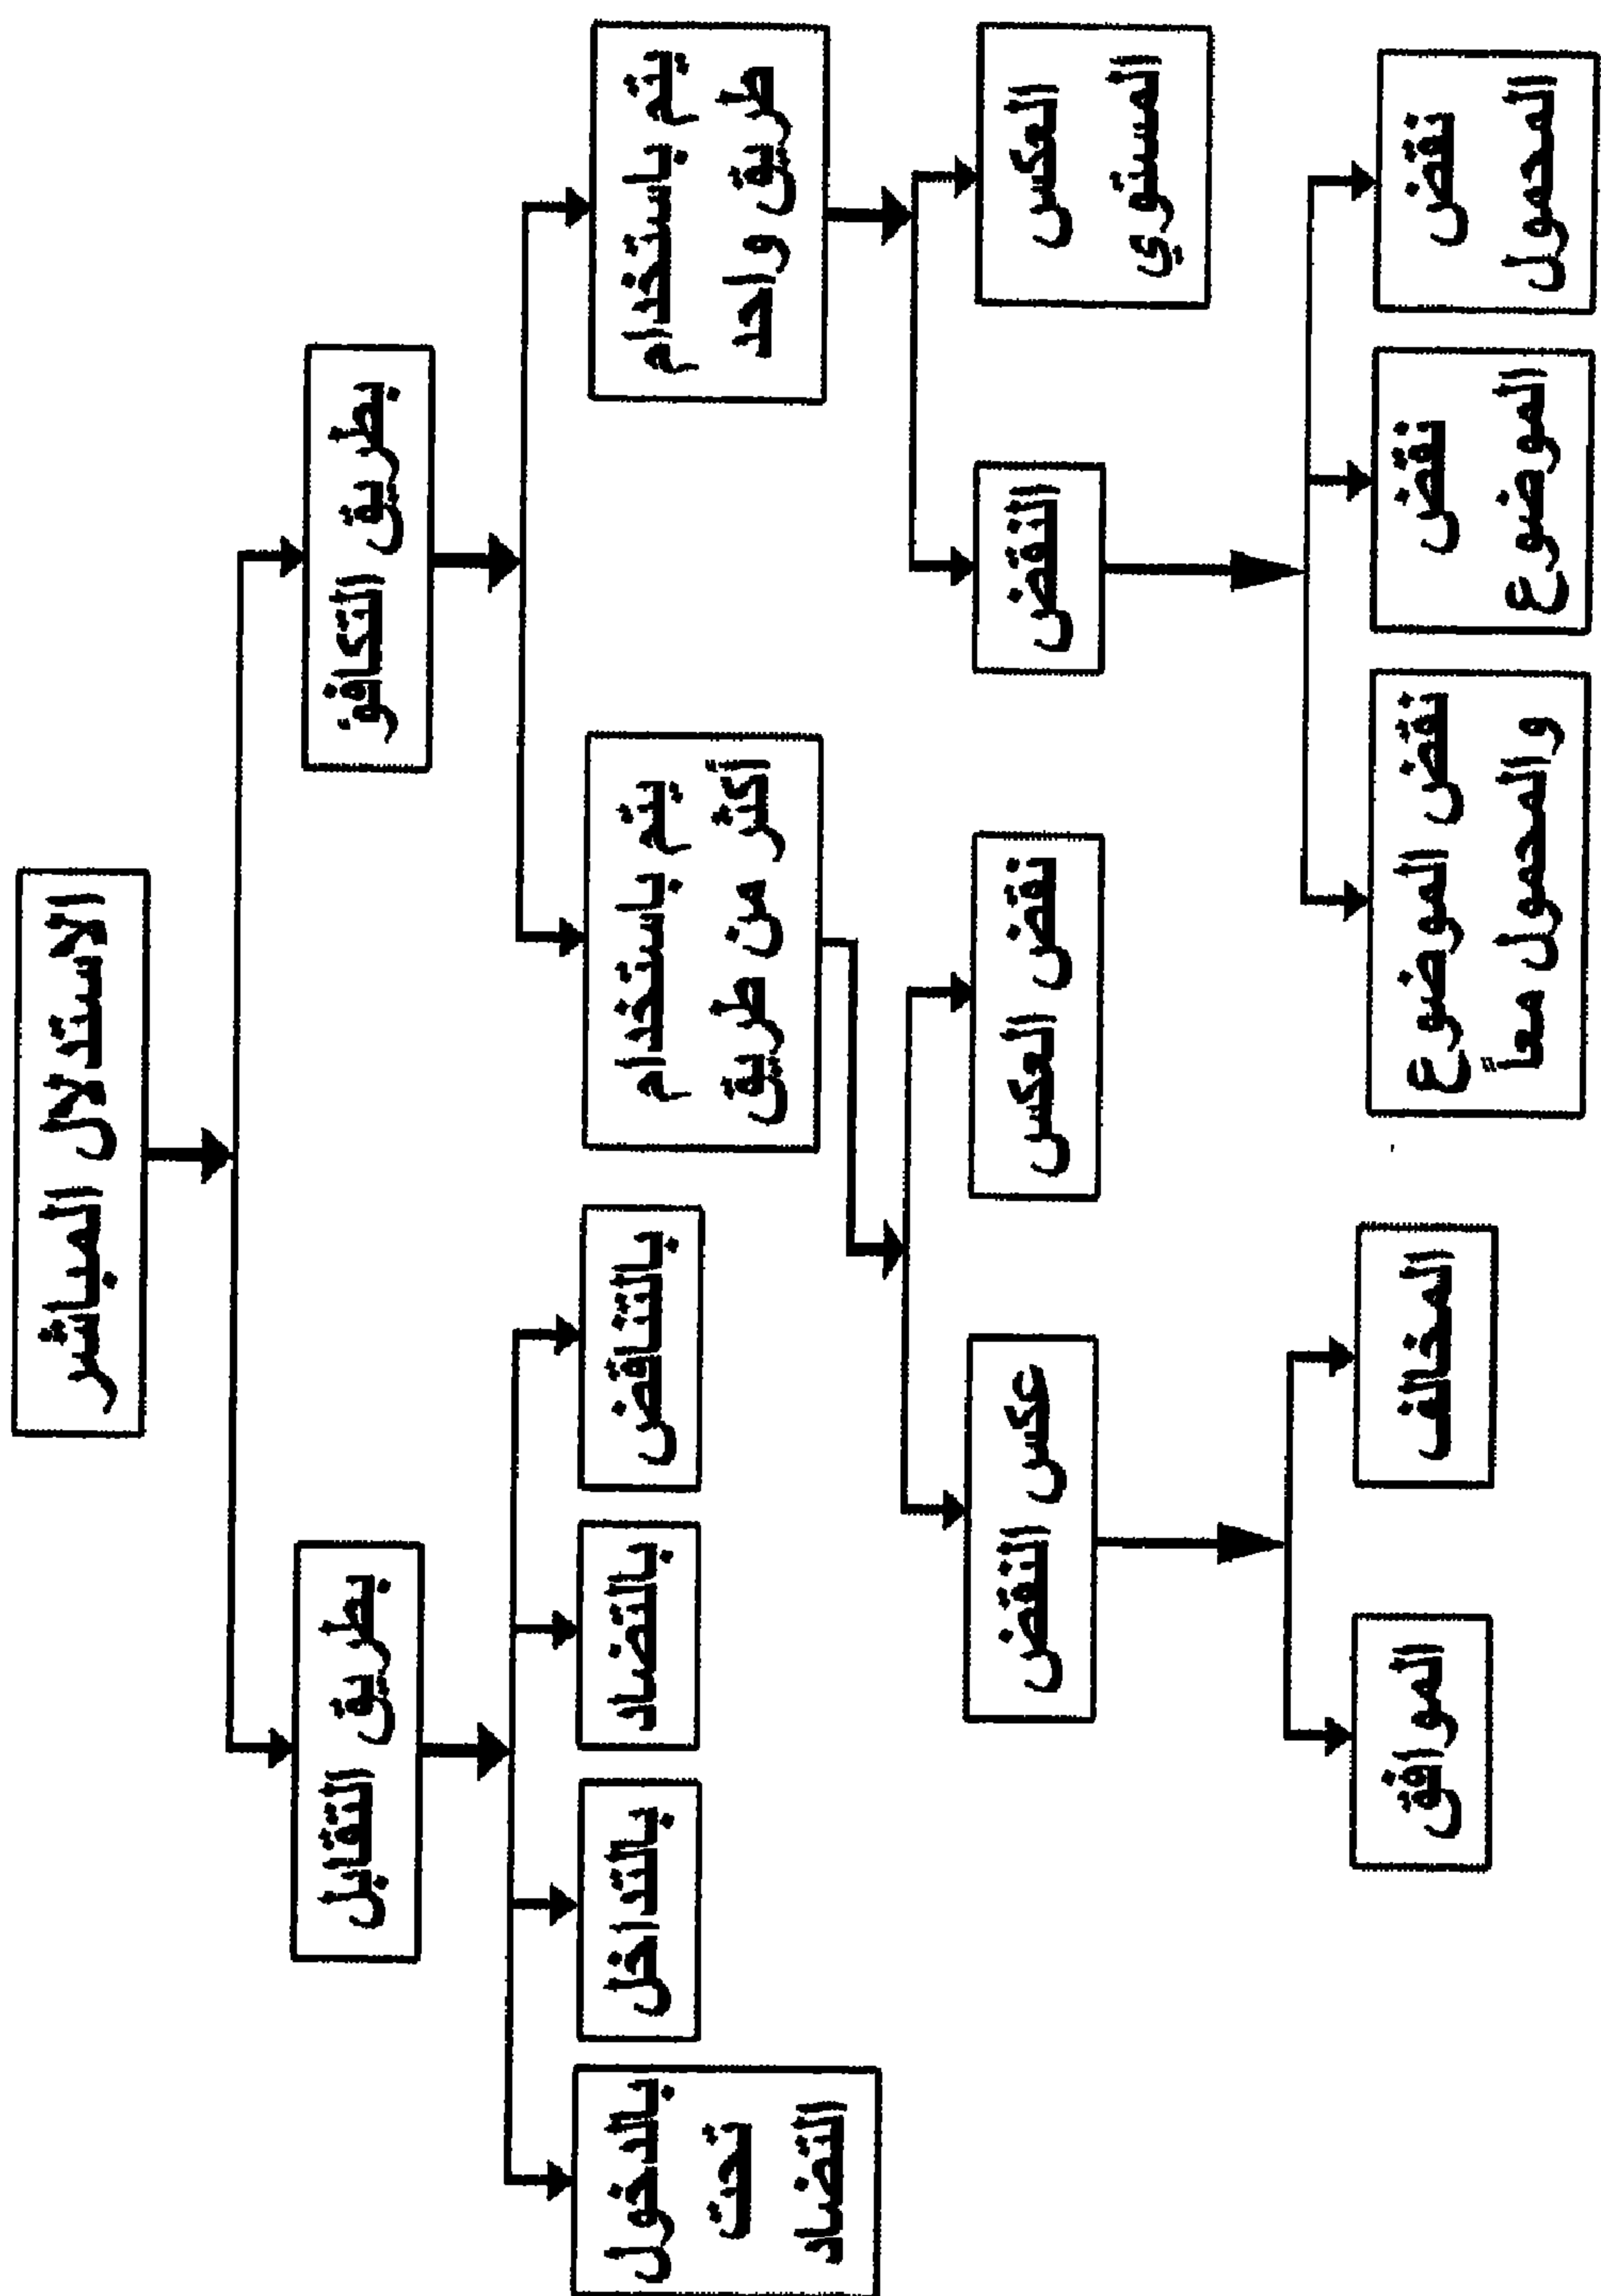 الاستدلال المباشر
بطريق التكافؤ
بطريق التقابل
يتم باستخدام
طريق واحد
يتم باستخدام
أكثر من طريق
بالتناقض
بالتضاد
بالتداخل
بالدخول
تحت
التضاد
العكس
المستوي
النقض
نقض العكس
عكس النقض
نقض
المحمول
نقض
الموضوع
نقض الموضوع
والمحمول معاً
المخالف
الموافق